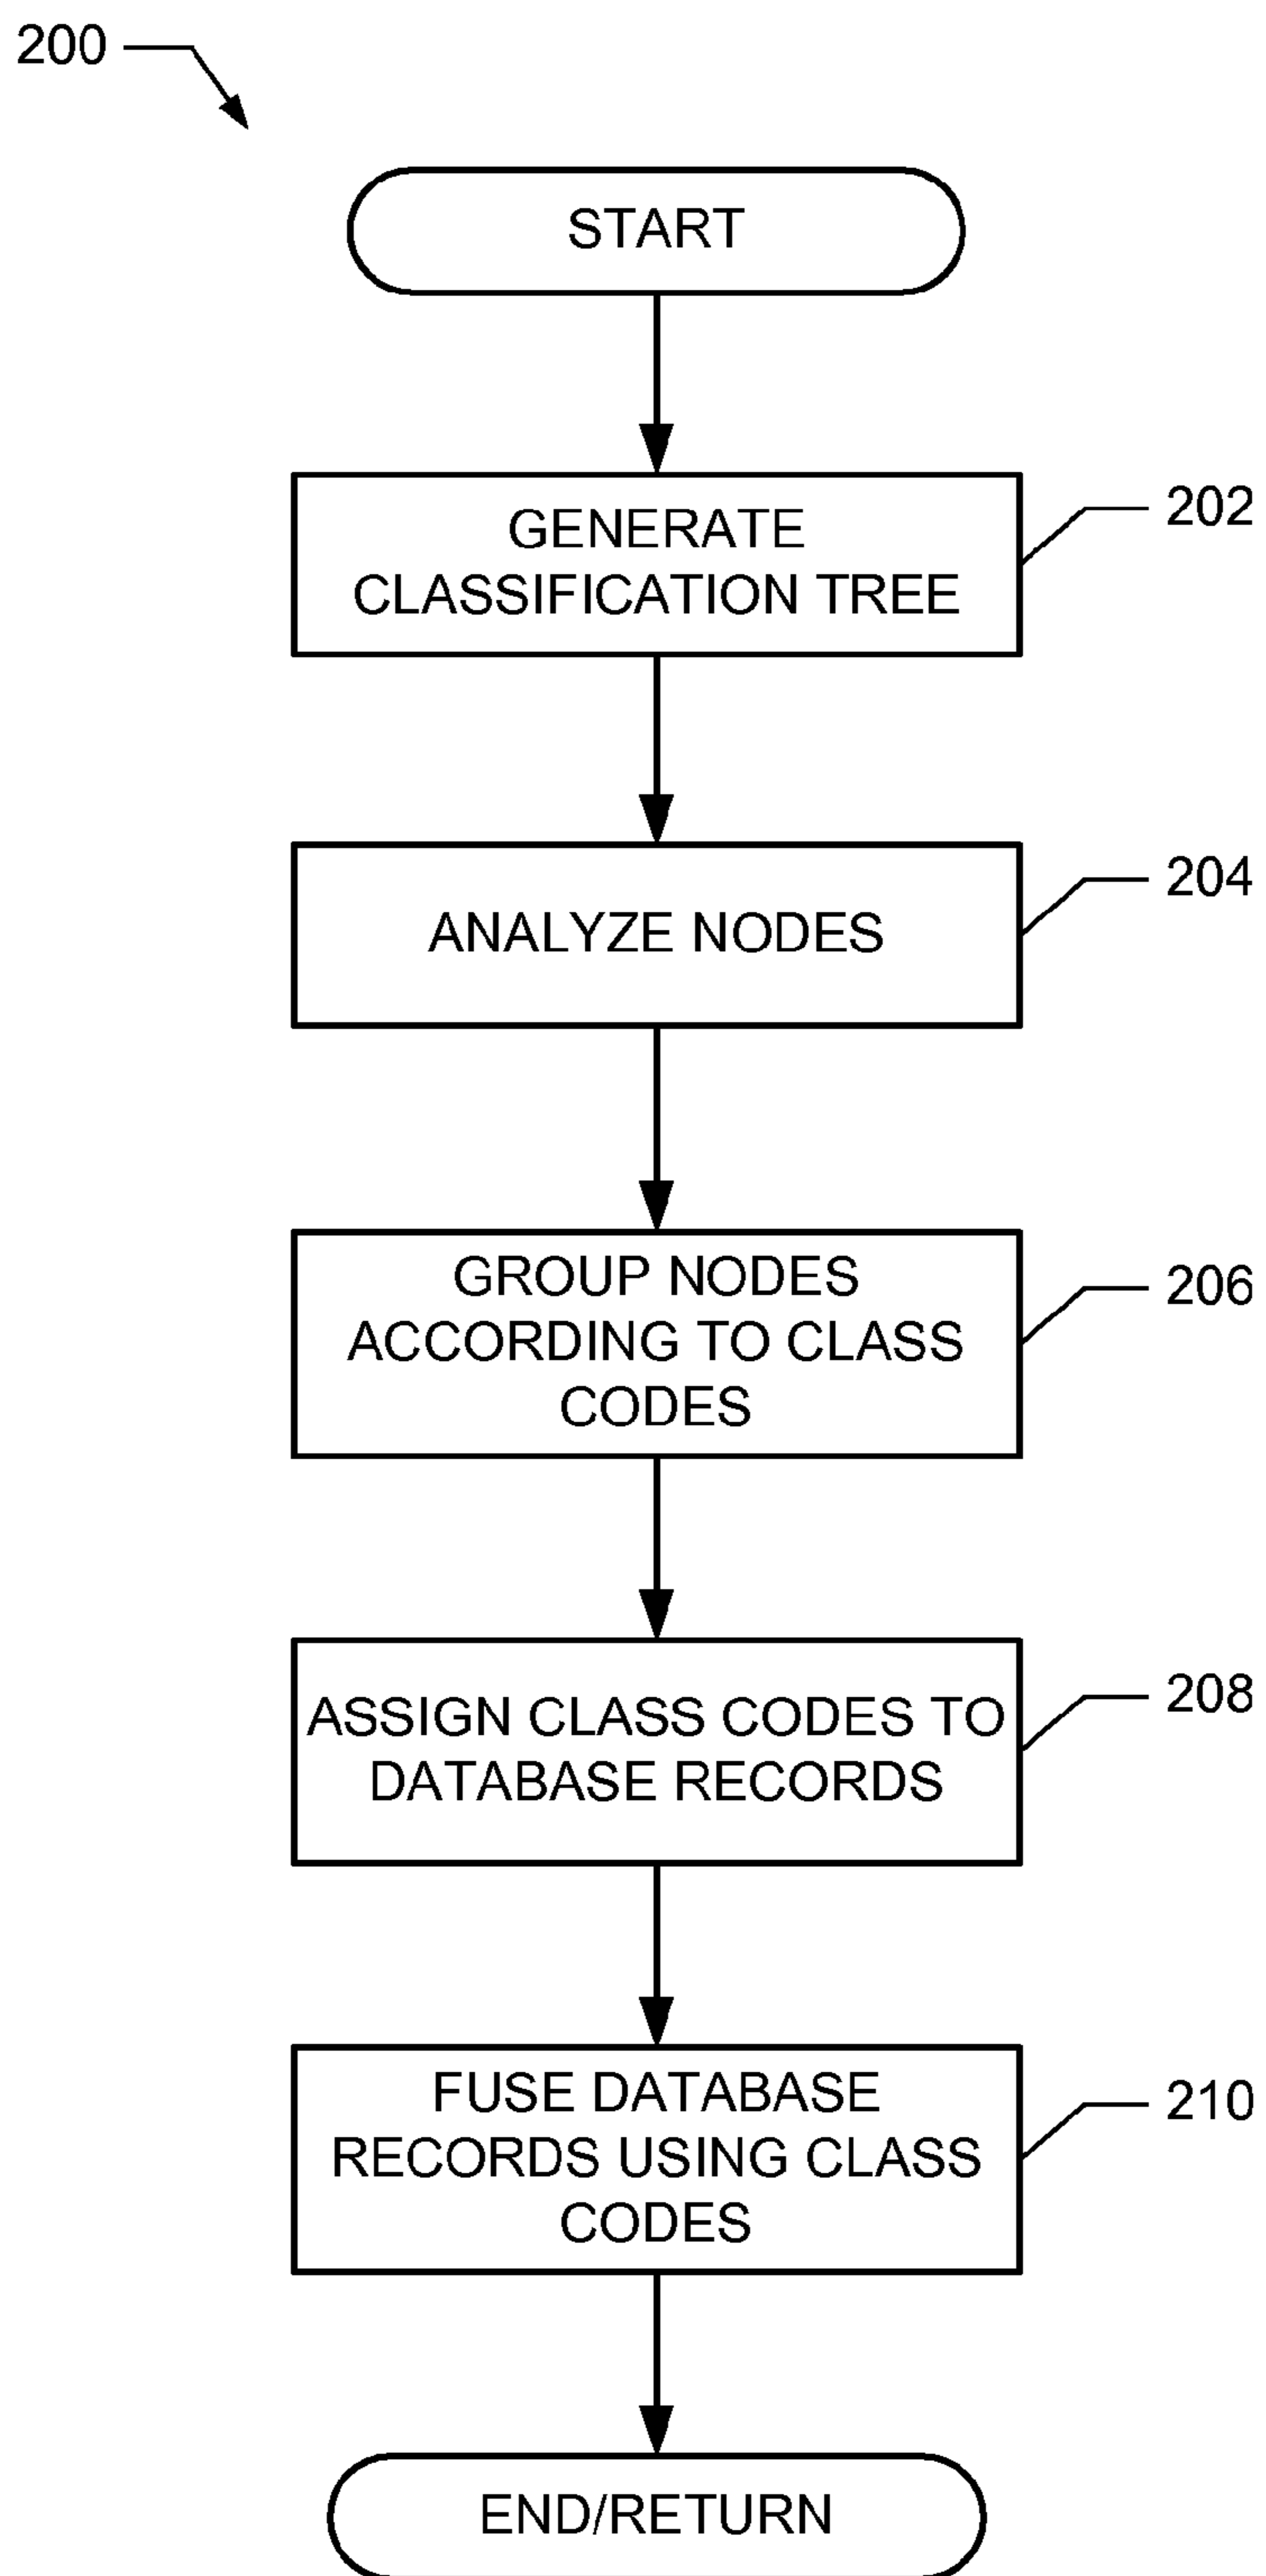 200
START
GENERATE
CLASSIFICATION TREE
202
ANALYZE NODES
204
GROUP NODES
ACCORDING TO CLASS
CODES
206
ASSIGN CLASS CODES TO
DATABASE RECORDS
208
FUSE DATABASE
RECORDS USING CLASS
CODES
210
END/RETURN